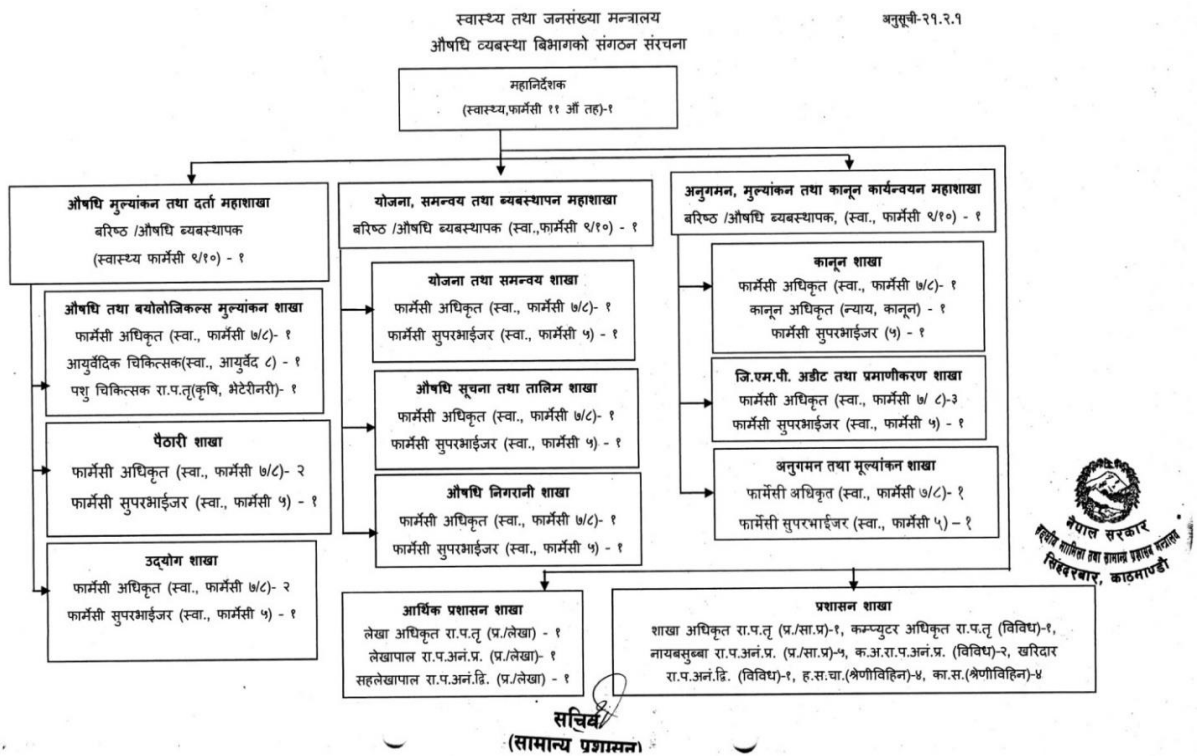 स्वास्थ्य तथा जनसंख्या मन्त्रालय
अनुसूची-२१.२.१
औषधि व्यबस्था बिभागको संगठन संरचना
महानिर्देशक
(स्वास्थ्य,फार्मेसी ११ औं तह)-१
औषधि मुल्यांकन तथा दर्ता महाशाखा
बरिष्ठ /औषधि ब्यबस्थापक
(स्वास्थ्य फार्मेसी ९/१०) - १
औषधि तथा बयोलोजिकल्स मुल्यांकन शाखा
फार्मेसी अधिकृत (स्वा., फार्मेसी ७/८)- १
आयुर्वेदिक चिकित्सक(स्वा., आयुर्वेद ८) - १
पशु चिकित्सक रा.प.तृ(कृषि, भेटेरीनरी)- १
पैठारी शाखा
फार्मेसी अधिकृत (स्वा., फार्मेसी ७/८)- २
फार्मेसी सुपरभाईजर (स्वा., फार्मेसी ५) - १
उद्योग शाखा
फार्मेसी अधिकृत (स्वा., फार्मेसी ७/८)- २
फार्मेसी सुपरभाईजर (स्वा., फार्मेसी ५) - १
योजना, समन्वय तथा ब्यबस्थापन महाशाखा
बरिष्ठ /औषधि ब्यबस्थापक (स्वा.,फार्मेसी ९/१०) - १
योजना तथा समन्वय शाखा
फार्मेसी अधिकृत (स्वा., फार्मेसी ७/८)- १
फार्मेसी सुपरभाईजर (स्वा., फार्मेसी ५) - १
औषधि सूचना तथा तालिम शाखा
फार्मेसी अधिकृत (स्वा., फार्मेसी ७/८)- १
फार्मेसी सुपरभाईजर (स्वा., फार्मेसी ५) - १
औषधि निगरानी शाखा
फार्मेसी अधिकृत (स्वा., फार्मेसी ७/८)- १
फार्मेसी सुपरभाईजर (स्वा., फार्मेसी ५) - १
अनुगमन, मुल्यांकन तथा कानून कार्यन्वयन महाशाखा
बरिष्ठ /औषधि ब्यबस्थापक, (स्वा., फार्मेसी ९/१०) - १
कानून शाखा
फार्मेसी अधिकृत (स्वा., फार्मेसी ७/८)- १
कानून अधिकृत (न्याय, कानून) - १
फार्मेसी सुपरभाईजर (५) - १
जि.एम.पी. अडीट तथा प्रमाणीकरण शाखा
फार्मेसी अधिकृत (स्वा., फार्मेसी ७/ ८)-३
फार्मेसी सुपरभाईजर (स्वा., फार्मेसी ५) - १
अनुगमन तथा मूल्यांकन शाखा
फार्मेसी अधिकृत (स्वा., फार्मेसी ७/८)- १
फार्मेसी सुपरभाईजर (स्वा., फार्मेसी ५) – १
आर्थिक प्रशासन शाखा
लेखा अधिकृत रा.प.तृ (प्र./लेखा) - १
लेखापाल रा.प.अनं.प्र. (प्र./लेखा)- १
सहलेखापाल रा.प.अनं.द्वि. (प्र./लेखा) - १
प्रशासन शाखा
शाखा अधिकृत रा.प.तृ (प्र./सा.प्र)-१, कम्प्युटर अधिकृत रा.प.तृ (विविध)-१,
नायबसुब्बा रा.प.अनं.प्र. (प्र./सा.प्र)-५, क.अ.रा.प.अनं.प्र. (विविध)-२, खरिदार
रा.प.अनं.द्वि. (विविध)-१, ह.स.चा.(श्रेणीविहिन)-४, का.स.(श्रेणीविहिन)-४
नेपाल सरकार
मामिला तथा सामान्य प्रशासन मन्त्रालय
सिंहदरबार, काठमाण्डौ
सचिव
(सामान्य प्रशासन)